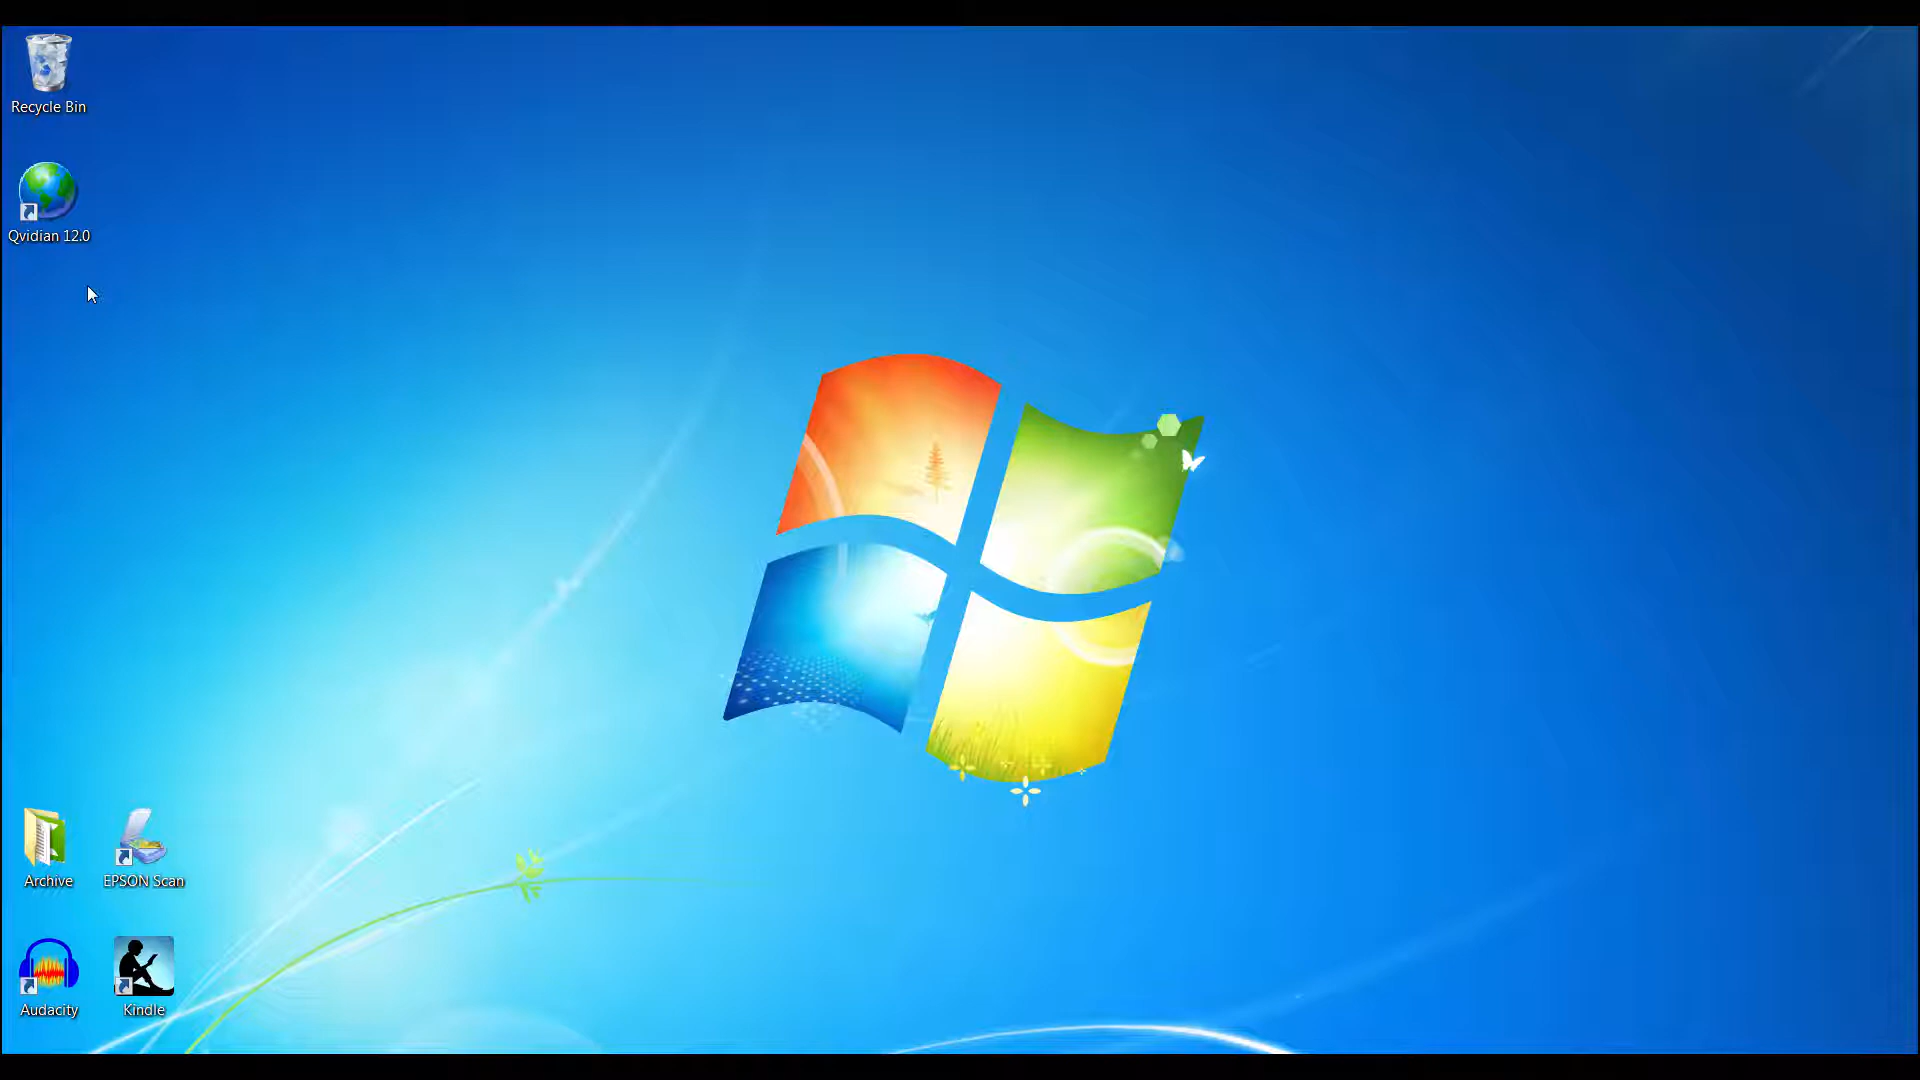 Recycle Bin
Qvidian 12.0
Archive
EPSON Scan
Audacity
Kindle